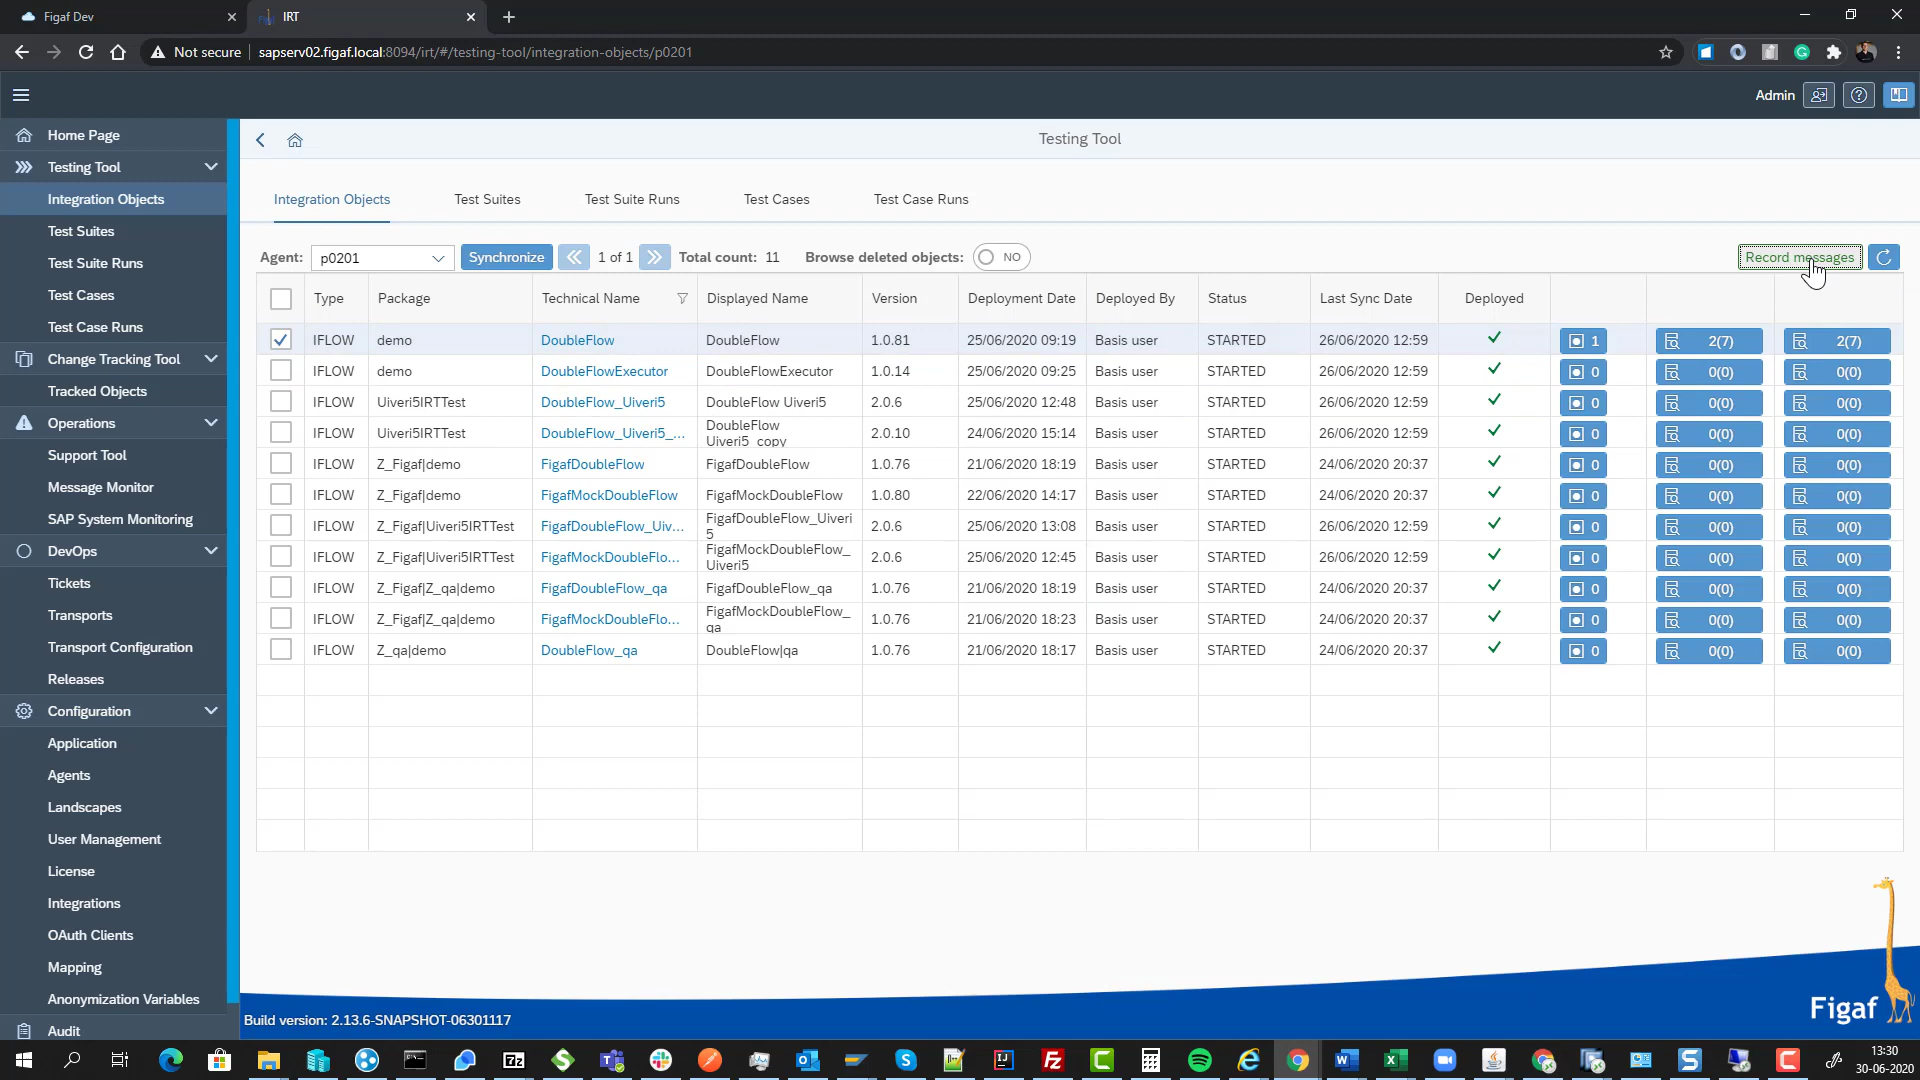 Figaf Dev
IRT
Not secure
sapserv02.figaf.local:8094/irt/#/testing-tool/integration-objects/p0201
Admin
Home Page
Testing Tool
Integration Objects
Test Suites
Test Suite Runs
Test Cases
Test Case Runs
Change Tracking Tool
Tracked Objects
Operations
Support Tool
Message Monitor
SAP System Monitoring
DevOps
Tickets
Transports
Transport Configuration
Releases
Configuration
Application
Agents
Landscapes
User Management
License
Integrations
OAuth Clients
Mapping
Anonymization Variables
Audit
Testing Tool
Integration Objects Test Suites Test Suite Runs Test Cases Test Case Runs
Agent: p0201 Synchronize 1 of 1 Total count: 11 Browse deleted objects: NO Record messages
Type Package Technical Name Displayed Name Version Deployment Date Deployed By Status Last Sync Date Deployed
IFLOW demo DoubleFlow DoubleFlow 1.0.81 25/06/2020 09:19 Basis user STARTED 26/06/2020 12:59 1 2(7) 2(7)
IFLOW demo DoubleFlowExecutor DoubleFlowExecutor 1.0.14 25/06/2020 09:25 Basis user STARTED 26/06/2020 12:59 0 0(0) 0(0)
IFLOW Uiveri5IRTTest DoubleFlow_Uiveri5 DoubleFlow Uiveri5 2.0.6 25/06/2020 12:48 Basis user STARTED 26/06/2020 12:59 0 0(0) 0(0)
IFLOW Uiveri5IRTTest DoubleFlow_Uiveri5_... DoubleFlow Uiveri5_copy 2.0.10 24/06/2020 15:14 Basis user STARTED 26/06/2020 12:59 0 0(0) 0(0)
IFLOW Z_Figaf|demo FigafDoubleFlow FigafDoubleFlow 1.0.76 21/06/2020 18:19 Basis user STARTED 24/06/2020 20:37 0 0(0) 0(0)
IFLOW Z_Figaf|demo FigafMockDoubleFlow FigafMockDoubleFlow 1.0.80 22/06/2020 14:17 Basis user STARTED 24/06/2020 20:37 0 0(0) 0(0)
IFLOW Z_Figaf|Uiveri5IRTTest FigafDoubleFlow_Uiv... FigafDoubleFlow_Uiveri5 2.0.6 25/06/2020 13:08 Basis user STARTED 26/06/2020 12:59 0 0(0) 0(0)
IFLOW Z_Figaf|Uiveri5IRTTest FigafMockDoubleFlo... FigafMockDoubleFlow_Uiveri5 2.0.6 25/06/2020 12:45 Basis user STARTED 26/06/2020 12:59 0 0(0) 0(0)
IFLOW Z_Figaf|Z_qa|demo FigafDoubleFlow_qa FigafDoubleFlow_qa 1.0.76 21/06/2020 18:19 Basis user STARTED 24/06/2020 20:37 0 0(0) 0(0)
IFLOW Z_Figaf|Z_qa|demo FigafMockDoubleFlo... FigafMockDoubleFlow_qa 1.0.76 21/06/2020 18:23 Basis user STARTED 24/06/2020 20:37 0 0(0) 0(0)
IFLOW Z_qa|demo DoubleFlow_qa DoubleFlow|qa 1.0.76 21/06/2020 18:17 Basis user STARTED 24/06/2020 20:37 0 0(0) 0(0)
Figaf
Build version: 2.13.6-SNAPSHOT-06301117
13:30
30-06-2020